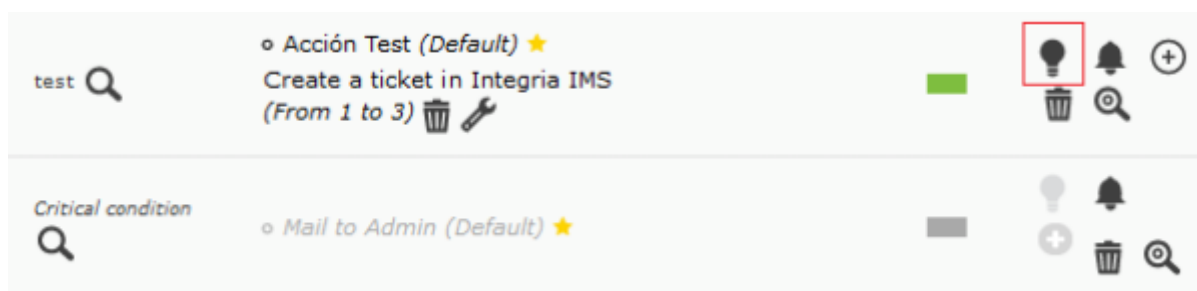 test
Acción Test (Default)
Create a ticket in Integria IMS
(From 1 to 3)
Critical condition
Mail to Admin (Default)